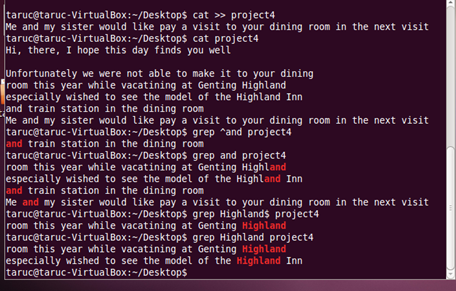 taruc@taruc-VirtualBox:~/Desktop$ cat >> project4
Me and my sister would like pay a visit to your dining room in the next visit
taruc@taruc-VirtualBox:~/Desktop$ cat project4
Hi, there, I hope this day finds you well

Unfortunately we were not able to make it to your dining
room this year while vacatining at Genting Highland
especially wished to see the model of the Highland Inn
and train station in the dining room
Me and my sister would like pay a visit to your dining room in the next visit
taruc@taruc-VirtualBox:~/Desktop$ grep ^and project4
and train station in the dining room
taruc@taruc-VirtualBox:~/Desktop$ grep and project4
room this year while vacatining at Genting Highland
especially wished to see the model of the Highland Inn
and train station in the dining room
Me and my sister would like pay a visit to your dining room in the next visit
taruc@taruc-VirtualBox:~/Desktop$ grep Highland$ project4
room this year while vacatining at Genting Highland
taruc@taruc-VirtualBox:~/Desktop$ grep Highland project4
room this year while vacatining at Genting Highland
especially wished to see the model of the Highland Inn
taruc@taruc-VirtualBox:~/Desktop$